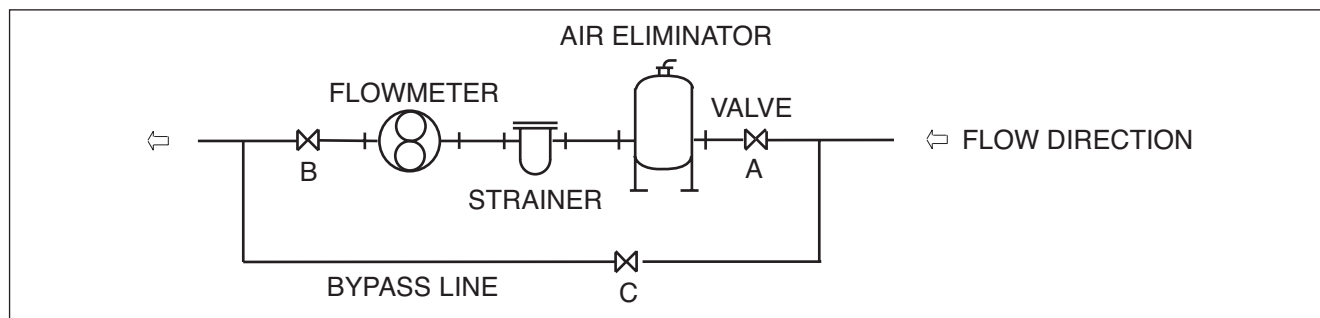 AIR ELIMINATOR
FLOWMETER
VALVE
FLOW DIRECTION
B
A
STRAINER
BYPASS LINE
C